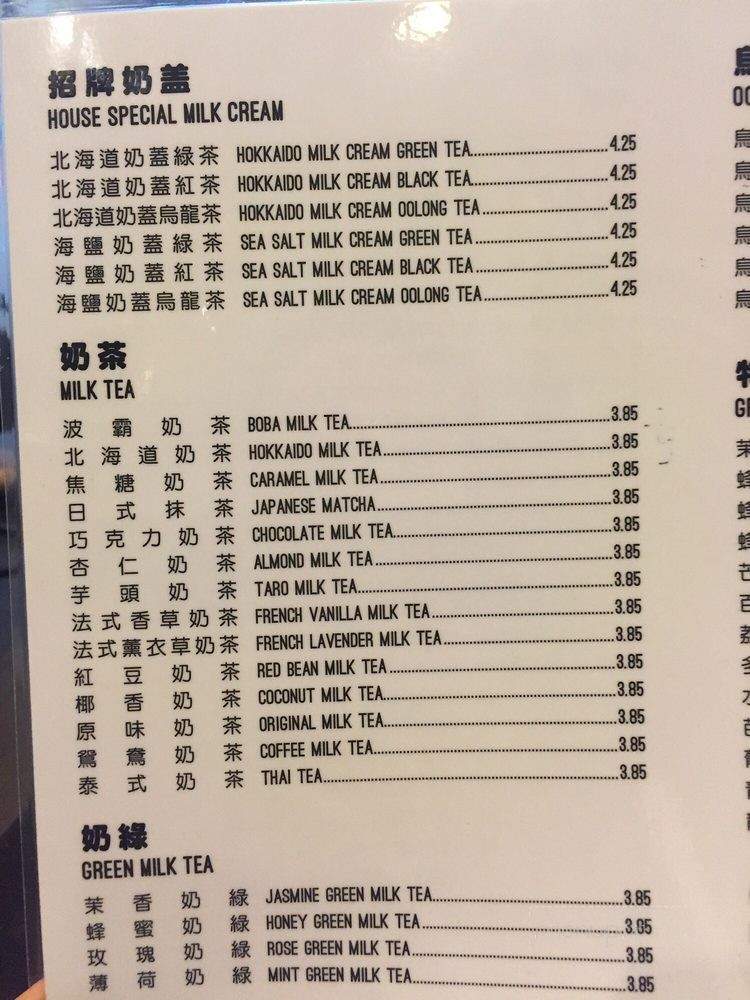 招牌奶盖
HOUSE SPECIAL MILK CREAM
北海道奶蓋綠茶 HOKKAIDO MILK CREAM GREEN TEA 4.25
北海道奶蓋紅茶 HOKKAIDO MILK CREAM BLACK TEA 4.25
北海道奶蓋烏龍茶 HOKKAIDO MILK CREAM OOLONG TEA 4.25
海鹽奶蓋綠茶 SEA SALT MILK CREAM GREEN TEA 4.25
海鹽奶蓋紅茶 SEA SALT MILK CREAM BLACK TEA 4.25
海鹽奶蓋烏龍茶 SEA SALT MILK CREAM OOLONG TEA 4.25
奶茶
MILK TEA
波霸奶茶 BOBA MILK TEA 3.85
北海道奶茶 HOKKAIDO MILK TEA 3.85
焦糖奶茶 CARAMEL MILK TEA 3.85
日式抹茶 JAPANESE MATCHA 3.85
巧克力奶茶 CHOCOLATE MILK TEA 3.85
杏仁奶茶 ALMOND MILK TEA 3.85
芋頭奶茶 TARO MILK TEA 3.85
法式香草奶茶 FRENCH VANILLA MILK TEA 3.85
法式薰衣草奶茶 FRENCH LAVENDER MILK TEA 3.85
紅豆奶茶 RED BEAN MILK TEA 3.85
椰香奶茶 COCONUT MILK TEA 3.85
原味奶茶 ORIGINAL MILK TEA 3.85
鴛鴦奶茶 COFFEE MILK TEA 3.85
泰式奶茶 THAI TEA 3.85
奶綠
GREEN MILK TEA
茉香奶綠 JASMINE GREEN MILK TEA 3.85
蜂蜜奶綠 HONEY GREEN MILK TEA 3.05
玫瑰奶綠 ROSE GREEN MILK TEA 3.85
薄荷奶綠 MINT GREEN MILK TEA 3.85